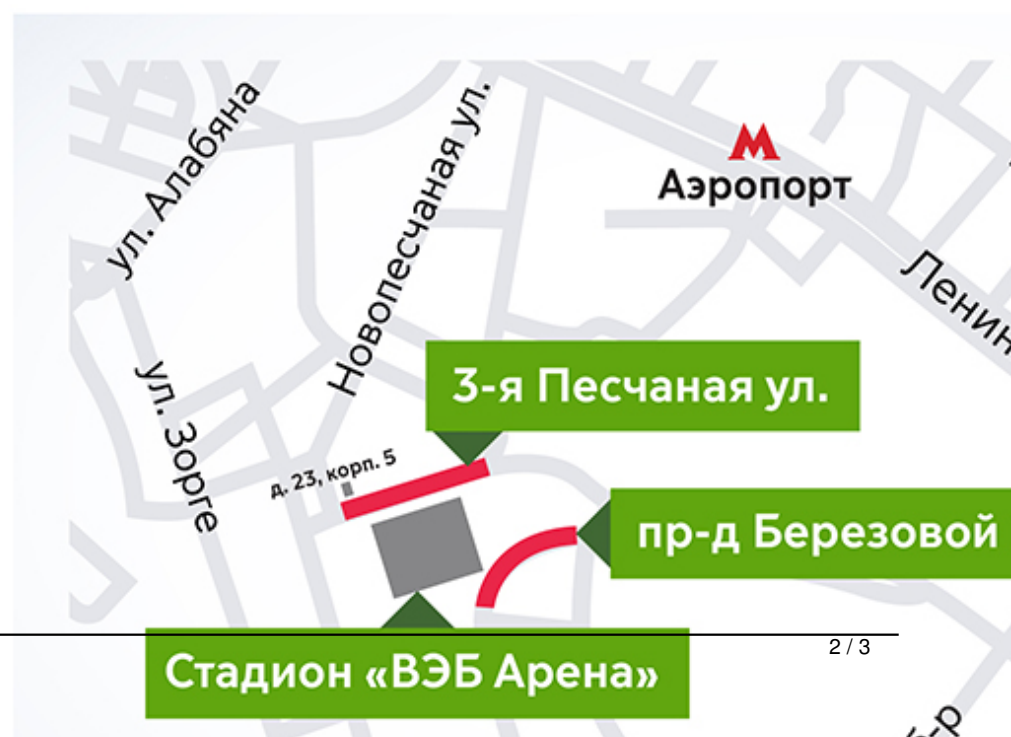 ул. Алабяна
Новопесчаная ул.
М
Аэропорт
Ленин
3-я Песчаная ул.
ул. Зорге
д. 23, корп. 5
пр-д Березовой
2 / 3
Стадион «ВЭБ Арена»
б-р